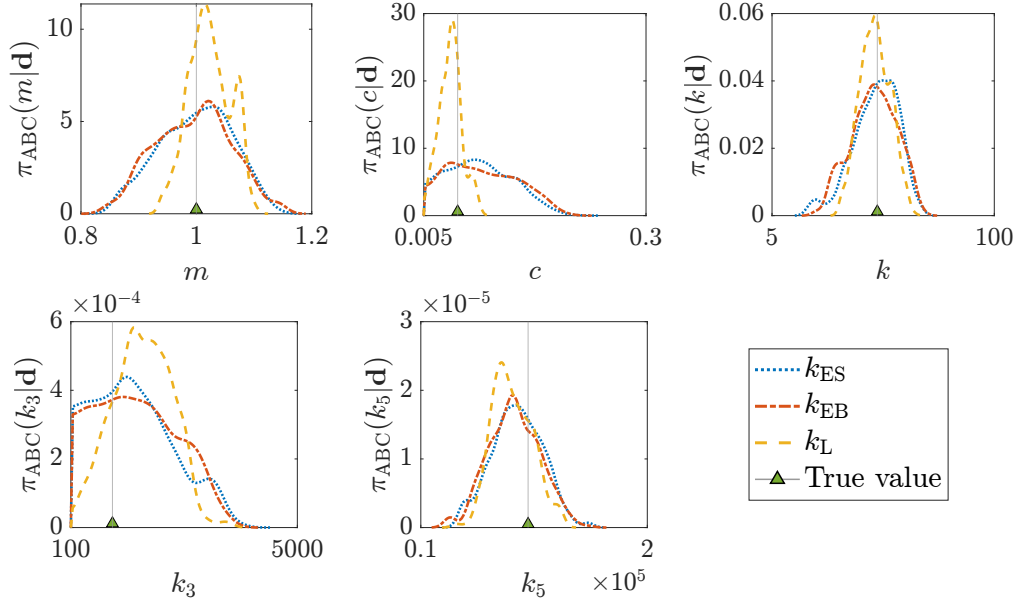 π_ABC(m|d)
10
5
0
0.8
1
1.2
m
π_ABC(c|d)
30
20
10
0
0.005
0.3
c
π_ABC(k|d)
0.06
0.04
0.02
0
5
100
k
×10^-4
π_ABC(k_3|d)
6
4
2
0
100
5000
k_3
×10^-5
π_ABC(k_5|d)
3
2
1
0
0.1
2
k_5
×10^5
k_ES
k_EB
k_L
True value